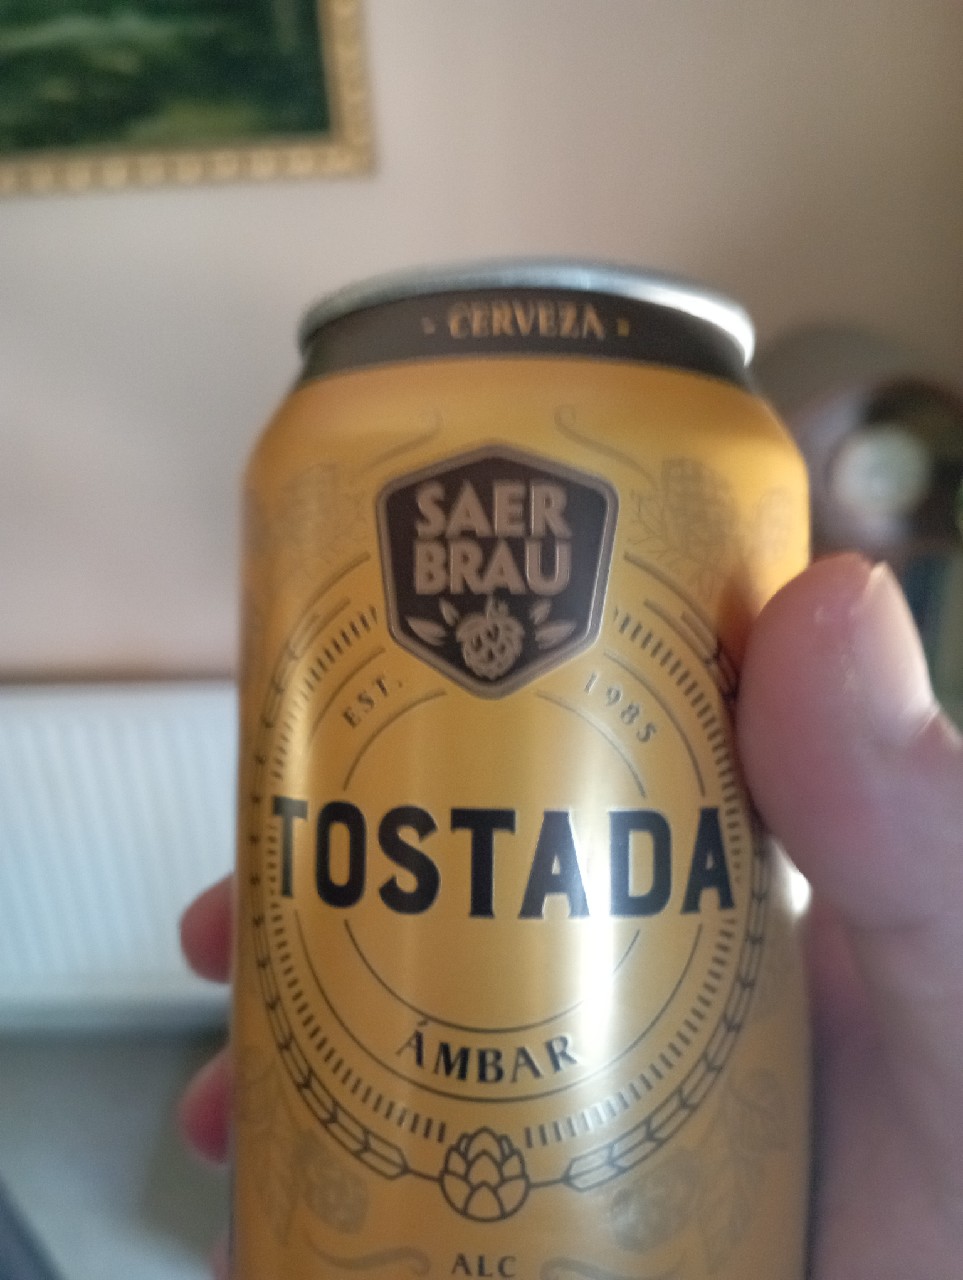 · CERVEZA ·
SAER
BRAU
EST. 1985
TOSTADA
ÁMBAR
ALC